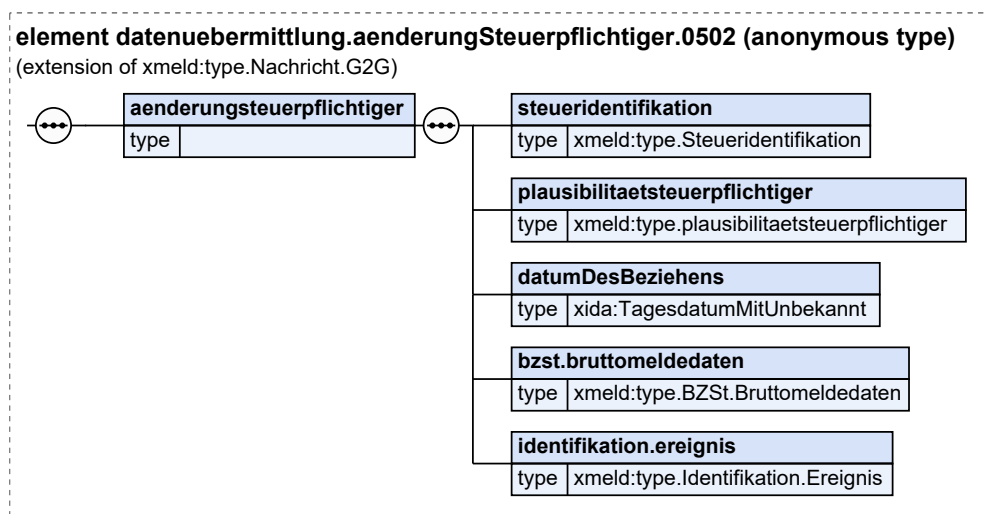 element datenuebermittlung.aenderungSteuerpflichtiger.0502 (anonymous type)
(extension of xmeld:type.Nachricht.G2G)
aenderungsteuerpflichtiger
type
steueridentifikation
type xmeld:type.Steueridentifikation
plausibilitaetsteuerpflichtiger
type xmeld:type.plausibilitaetsteuerpflichtiger
datumDesBeziehens
type xida:TagesdatumMitUnbekannt
bzst.bruttomeldedaten
type xmeld:type.BZSt.Bruttomeldedaten
identifikation.ereignis
type xmeld:type.Identifikation.Ereignis